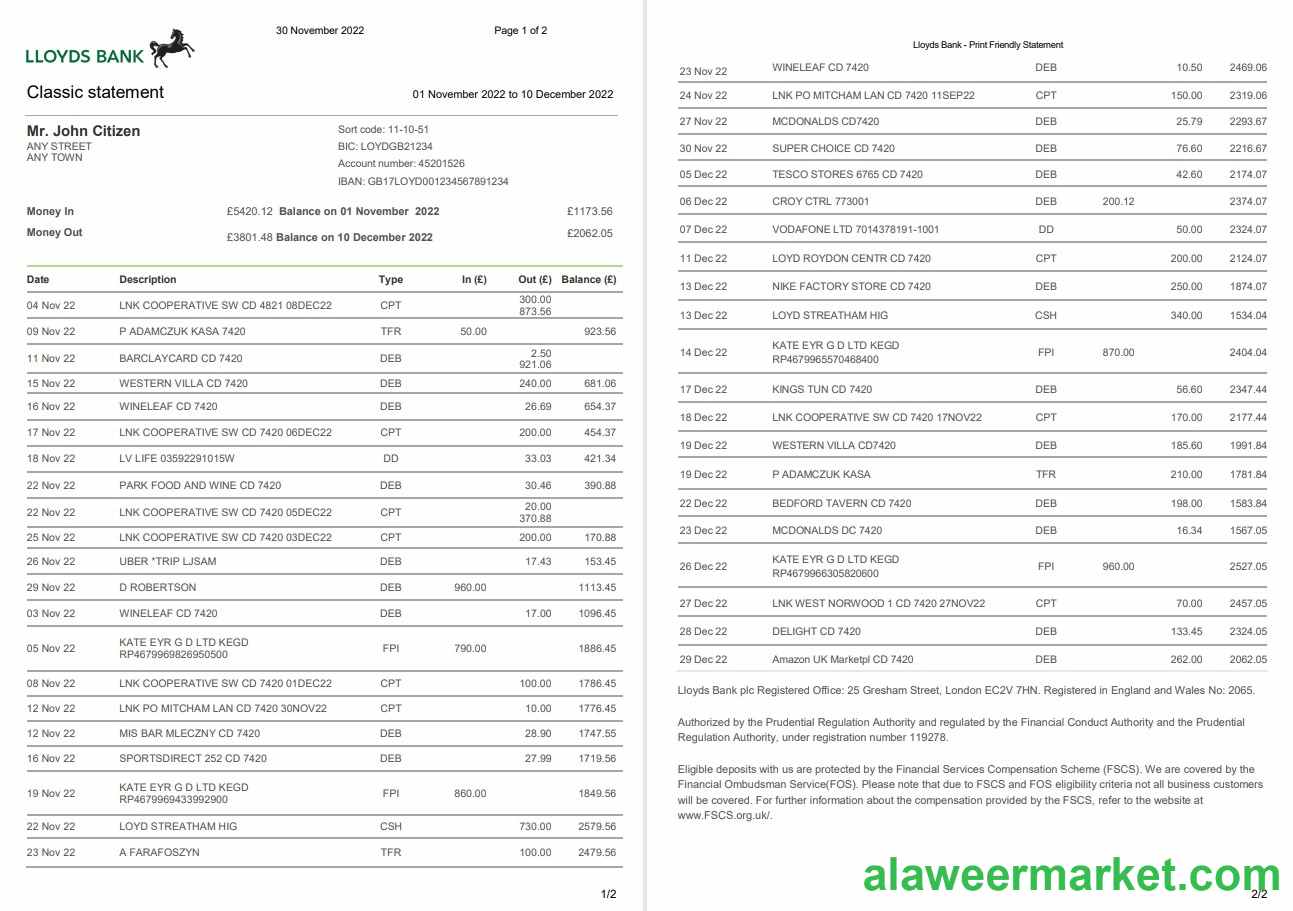 30 November 2022 Page 1 of 2
LLOYDS BANK
Classic statement 01 November 2022 to 10 December 2022
Mr. John Citizen
ANY STREET
ANY TOWN
Sort code: 11-10-51
BIC: LOYDGB21234
Account number: 45201526
IBAN: GB17LOYD001234567891234
Money In £5420.12 Balance on 01 November 2022 £1173.56
Money Out £3801.48 Balance on 10 December 2022 £2062.05
Date Description Type In (£) Out (£) Balance (£)
04 Nov 22 LNK COOPERATIVE SW CD 4821 08DEC22 CPT 300.00
873.56
09 Nov 22 P ADAMCZUK KASA 7420 TFR 50.00 923.56
11 Nov 22 BARCLAYCARD CD 7420 DEB 2.50
921.06
15 Nov 22 WESTERN VILLA CD 7420 DEB 240.00 681.06
16 Nov 22 WINELEAF CD 7420 DEB 26.69 654.37
17 Nov 22 LNK COOPERATIVE SW CD 7420 06DEC22 CPT 200.00 454.37
18 Nov 22 LV LIFE 03592291015W DD 33.03 421.34
22 Nov 22 PARK FOOD AND WINE CD 7420 DEB 30.46 390.88
22 Nov 22 LNK COOPERATIVE SW CD 7420 05DEC22 CPT 20.00
370.88
25 Nov 22 LNK COOPERATIVE SW CD 7420 03DEC22 CPT 200.00 170.88
26 Nov 22 UBER *TRIP LJSAM DEB 17.43 153.45
29 Nov 22 D ROBERTSON DEB 960.00 1113.45
03 Nov 22 WINELEAF CD 7420 DEB 17.00 1096.45
05 Nov 22 KATE EYR G D LTD KEGD
RP4679969826950500 FPI 790.00 1886.45
08 Nov 22 LNK COOPERATIVE SW CD 7420 01DEC22 CPT 100.00 1786.45
12 Nov 22 LNK PO MITCHAM LAN CD 7420 30NOV22 CPT 10.00 1776.45
12 Nov 22 MIS BAR MLECZNY CD 7420 DEB 28.90 1747.55
16 Nov 22 SPORTSDIRECT 252 CD 7420 DEB 27.99 1719.56
19 Nov 22 KATE EYR G D LTD KEGD
RP4679969433992900 FPI 860.00 1849.56
22 Nov 22 LOYD STREATHAM HIG CSH 730.00 2579.56
23 Nov 22 A FARAFOSZYN TFR 100.00 2479.56
1/2
Lloyds Bank - Print Friendly Statement
23 Nov 22 WINELEAF CD 7420 DEB 10.50 2469.06
24 Nov 22 LNK PO MITCHAM LAN CD 7420 11SEP22 CPT 150.00 2319.06
27 Nov 22 MCDONALDS CD7420 DEB 25.79 2293.67
30 Nov 22 SUPER CHOICE CD 7420 DEB 76.60 2216.67
05 Dec 22 TESCO STORES 6765 CD 7420 DEB 42.60 2174.07
06 Dec 22 CROY CTRL 773001 DEB 200.12 2374.07
07 Dec 22 VODAFONE LTD 7014378191-1001 DD 50.00 2324.07
11 Dec 22 LOYD ROYDON CENTR CD 7420 CPT 200.00 2124.07
13 Dec 22 NIKE FACTORY STORE CD 7420 DEB 250.00 1874.07
13 Dec 22 LOYD STREATHAM HIG CSH 340.00 1534.04
14 Dec 22 KATE EYR G D LTD KEGD
RP4679965570468400 FPI 870.00 2404.04
17 Dec 22 KINGS TUN CD 7420 DEB 56.60 2347.44
18 Dec 22 LNK COOPERATIVE SW CD 7420 17NOV22 CPT 170.00 2177.44
19 Dec 22 WESTERN VILLA CD7420 DEB 185.60 1991.84
19 Dec 22 P ADAMCZUK KASA TFR 210.00 1781.84
22 Dec 22 BEDFORD TAVERN CD 7420 DEB 198.00 1583.84
23 Dec 22 MCDONALDS DC 7420 DEB 16.34 1567.05
26 Dec 22 KATE EYR G D LTD KEGD
RP4679966305820600 FPI 960.00 2527.05
27 Dec 22 LNK WEST NORWOOD 1 CD 7420 27NOV22 CPT 70.00 2457.05
28 Dec 22 DELIGHT CD 7420 DEB 133.45 2324.05
29 Dec 22 Amazon UK Marketpl CD 7420 DEB 262.00 2062.05
Lloyds Bank plc Registered Office: 25 Gresham Street, London EC2V 7HN. Registered in England and Wales No: 2065.
Authorized by the Prudential Regulation Authority and regulated by the Financial Conduct Authority and the Prudential
Regulation Authority, under registration number 119278.
Eligible deposits with us are protected by the Financial Services Compensation Scheme (FSCS). We are covered by the
Financial Ombudsman Service(FOS). Please note that due to FSCS and FOS eligibility criteria not all business customers
will be covered. For further information about the compensation provided by the FSCS, refer to the website at
www.FSCS.org.uk/.
alaweermarket.com
2/2